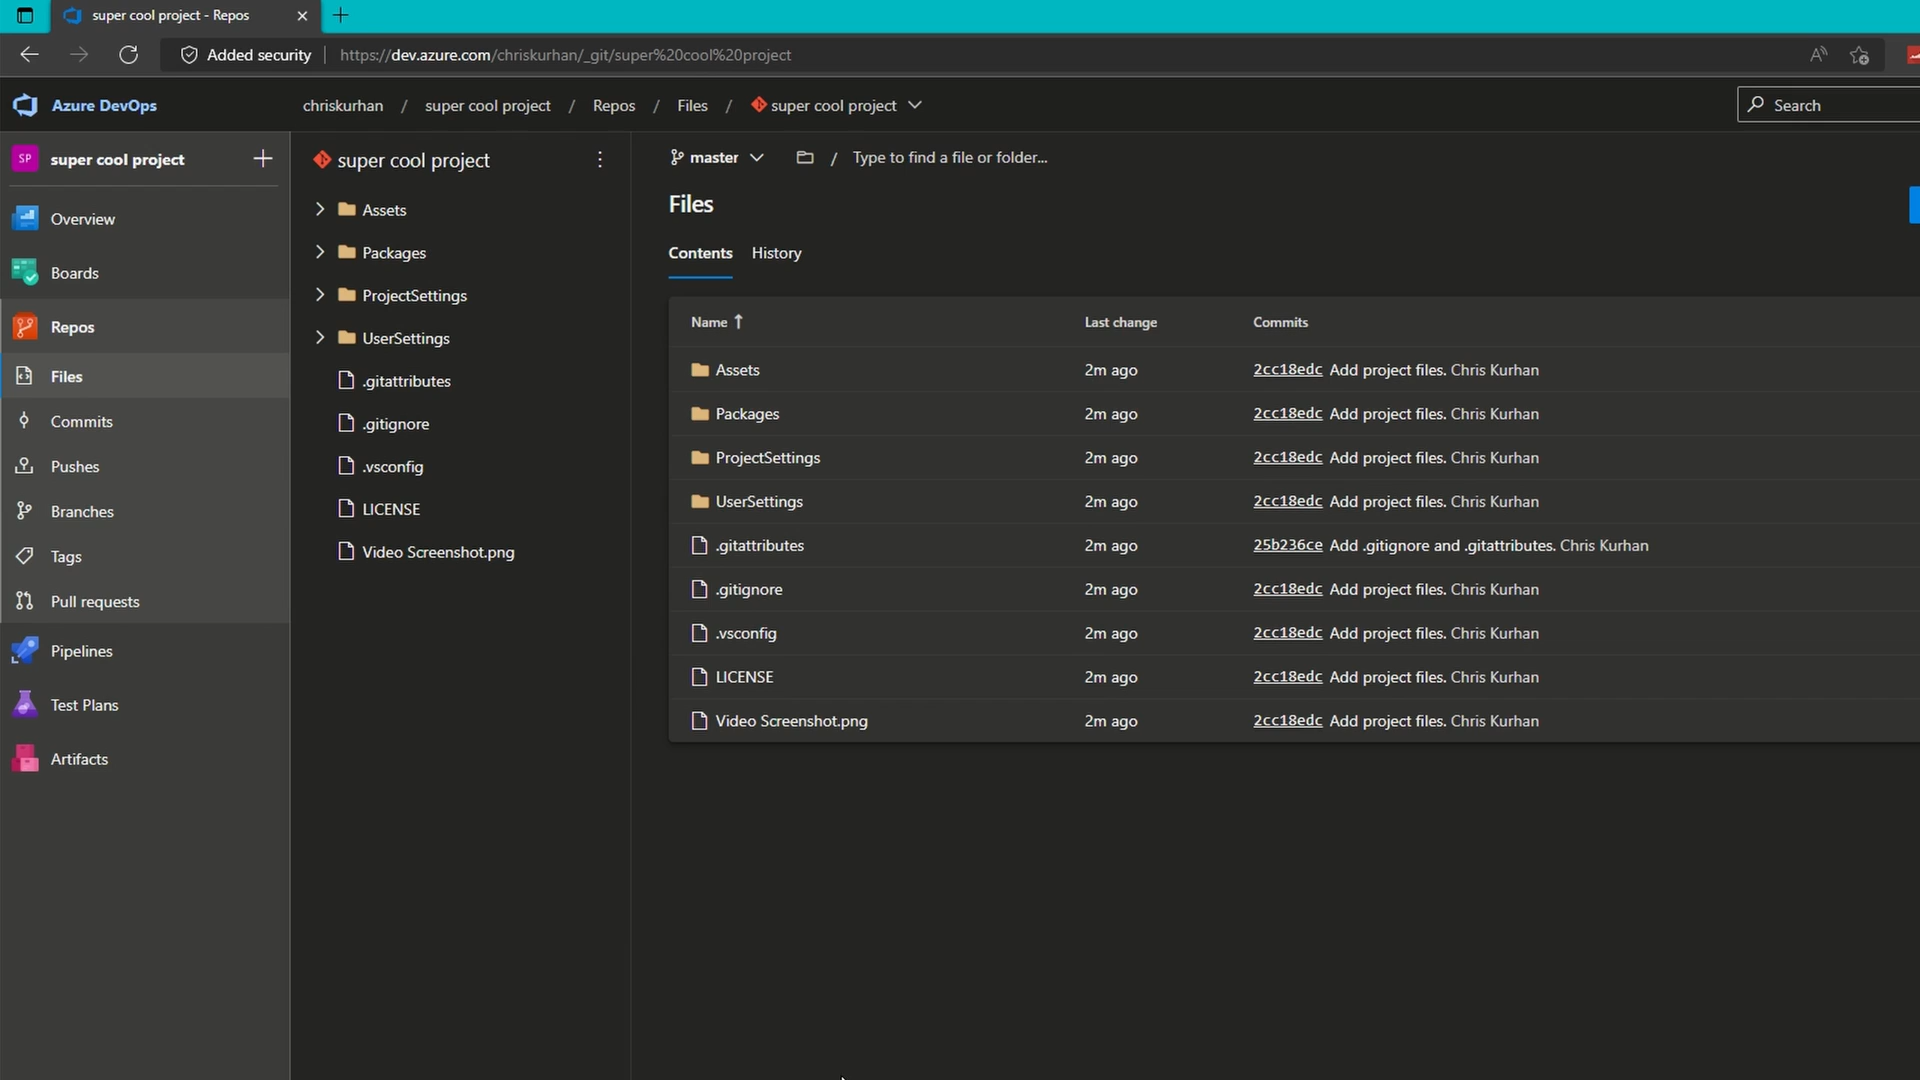 super cool project - Repos
Added security
https://dev.azure.com/chriskurhan/_git/super%20cool%20project
Azure DevOps
chriskurhan / super cool project / Repos / Files / super cool project
Search
SP super cool project
Overview
Boards
Repos
Files
Commits
Pushes
Branches
Tags
Pull requests
Pipelines
Test Plans
Artifacts
super cool project
Assets
Packages
ProjectSettings
UserSettings
.gitattributes
.gitignore
.vsconfig
LICENSE
Video Screenshot.png
master / Type to find a file or folder...
Files
Contents History
Name ↑ Last change Commits
Assets 2m ago 2cc18edc Add project files. Chris Kurhan
Packages 2m ago 2cc18edc Add project files. Chris Kurhan
ProjectSettings 2m ago 2cc18edc Add project files. Chris Kurhan
UserSettings 2m ago 2cc18edc Add project files. Chris Kurhan
.gitattributes 2m ago 25b236ce Add .gitignore and .gitattributes. Chris Kurhan
.gitignore 2m ago 2cc18edc Add project files. Chris Kurhan
.vsconfig 2m ago 2cc18edc Add project files. Chris Kurhan
LICENSE 2m ago 2cc18edc Add project files. Chris Kurhan
Video Screenshot.png 2m ago 2cc18edc Add project files. Chris Kurhan